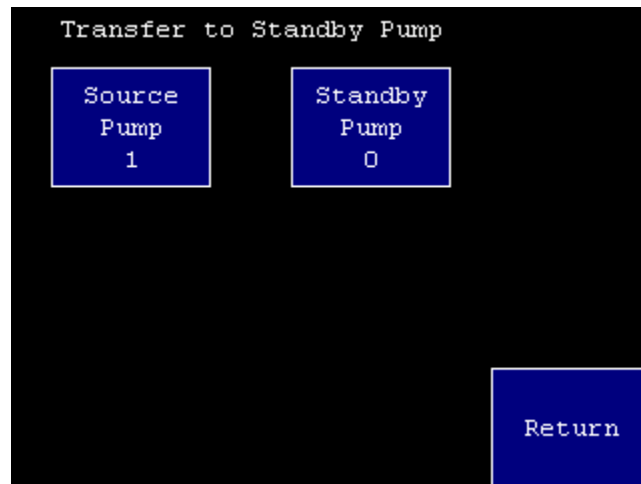 Transfer to Standby Pump
Source
Pump
1
Standby
Pump
0
Return